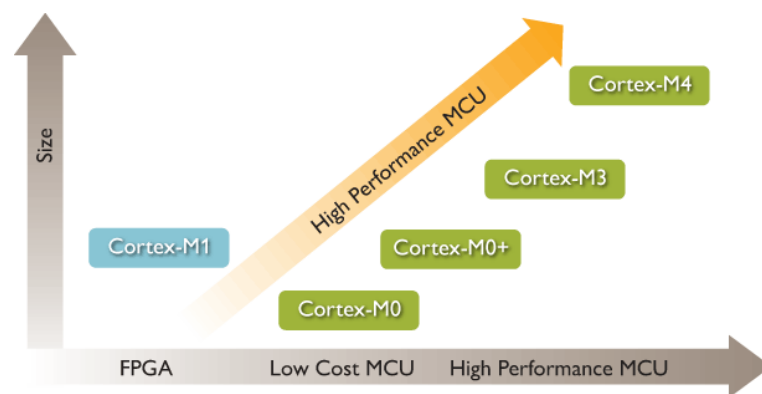 Cortex-M4
High Performance MCU
Size
Cortex-M3
Cortex-M1
Cortex-M0+
Cortex-M0
FPGA
Low Cost MCU
High Performance MCU